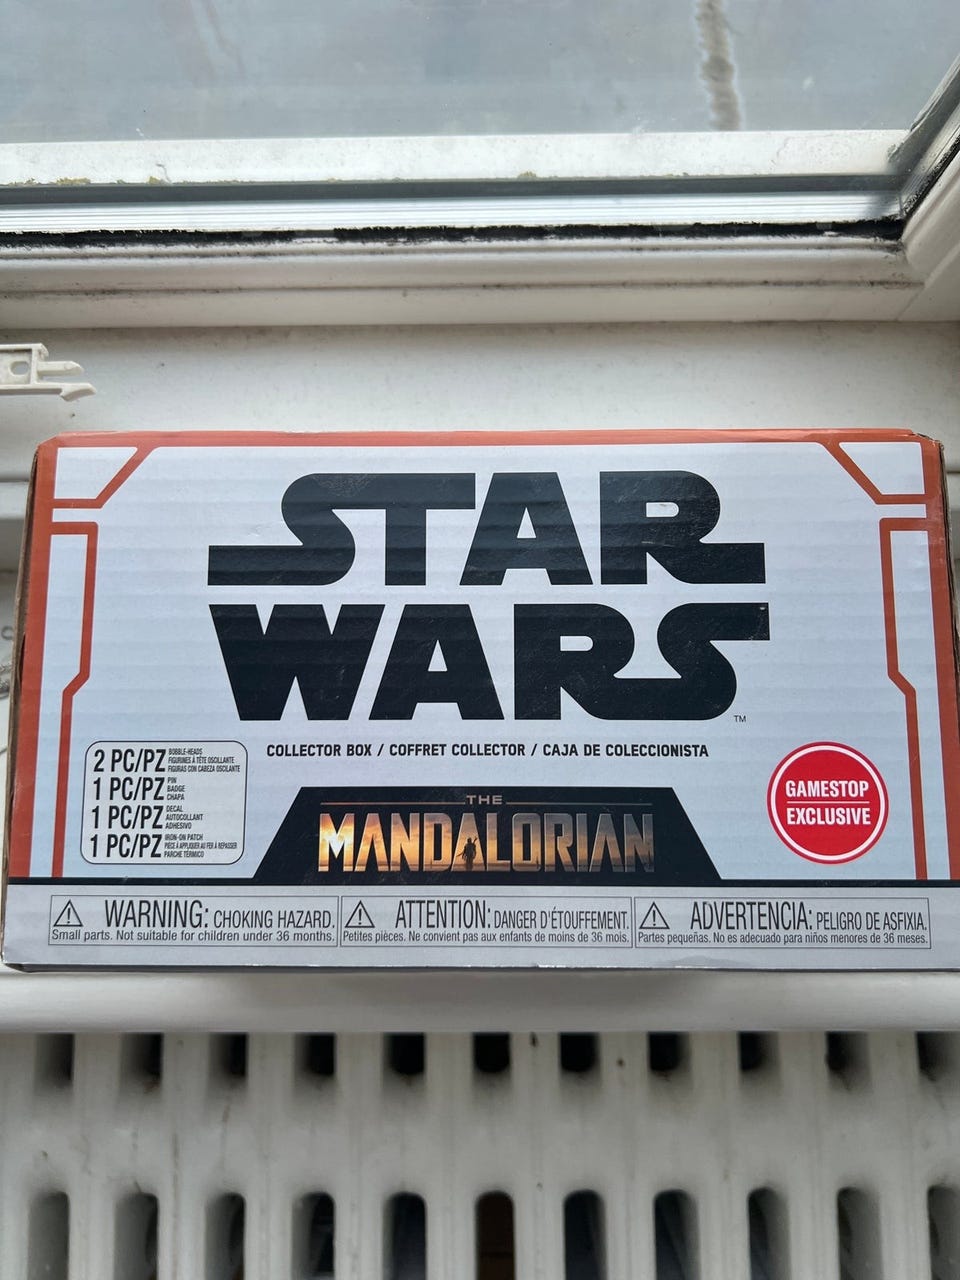 STAR
WARS
TM
COLLECTOR BOX / COFFRET COLLECTOR / CAJA DE COLECCIONISTA
2 PC/PZ BOBBLE-HEADS
FIGURINES À TÊTE OSCILLANTE
FIGURAS CON CABEZA OSCILANTE
1 PC/PZ PIN
BADGE
CHAPA
1 PC/PZ DECAL
AUTOCOLLANT
ADHESIVO
1 PC/PZ IRON-ON PATCH
PIÈCE À APPLIQUER AU FER À REPASSER
PARCHE TÉRMICO
THE
MANDALORIAN
GAMESTOP
EXCLUSIVE
WARNING: CHOKING HAZARD.
Small parts. Not suitable for children under 36 months.
ATTENTION: DANGER D'ÉTOUFFEMENT.
Petites pièces. Ne convient pas aux enfants de moins de 36 mois.
ADVERTENCIA: PELIGRO DE ASFIXIA.
Partes pequeñas. No es adecuado para niños menores de 36 meses.